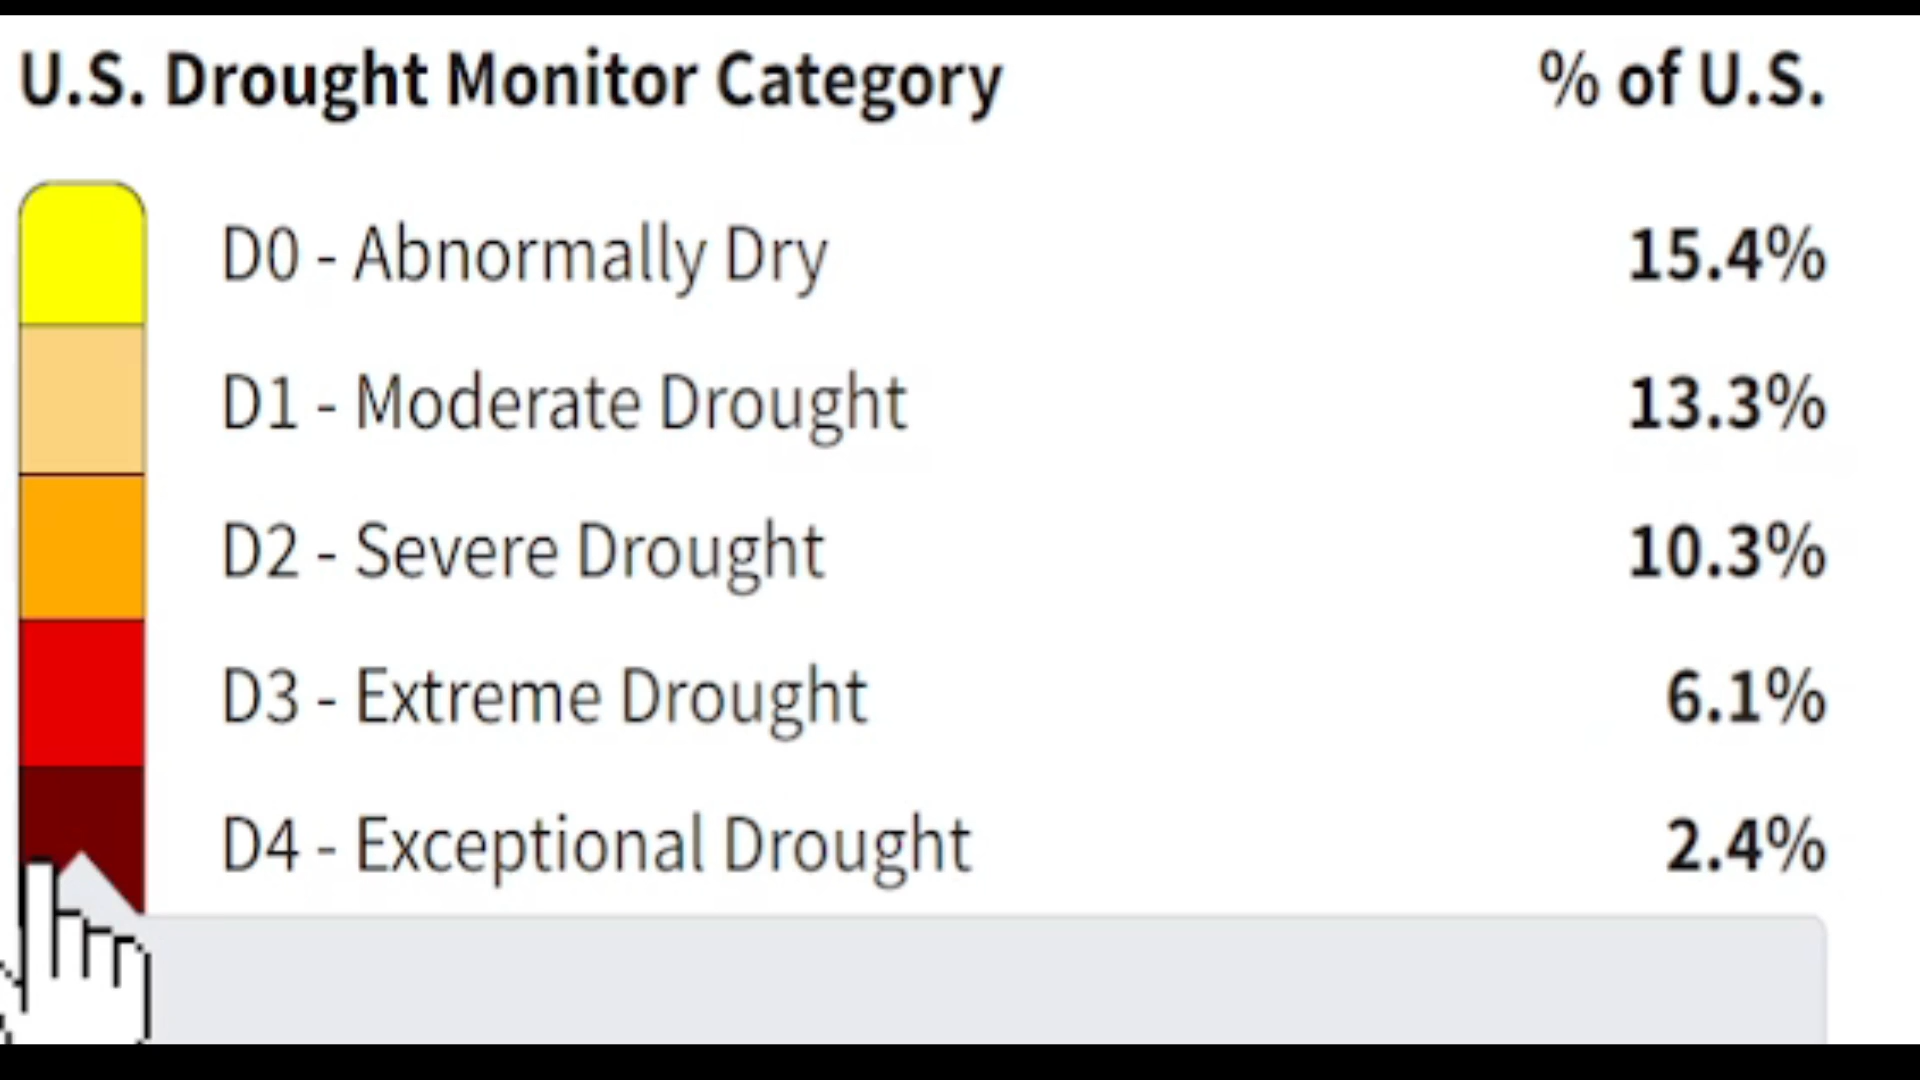 U.S. Drought Monitor Category % of U.S.
D0 - Abnormally Dry 15.4%
D1 - Moderate Drought 13.3%
D2 - Severe Drought 10.3%
D3 - Extreme Drought 6.1%
D4 - Exceptional Drought 2.4%